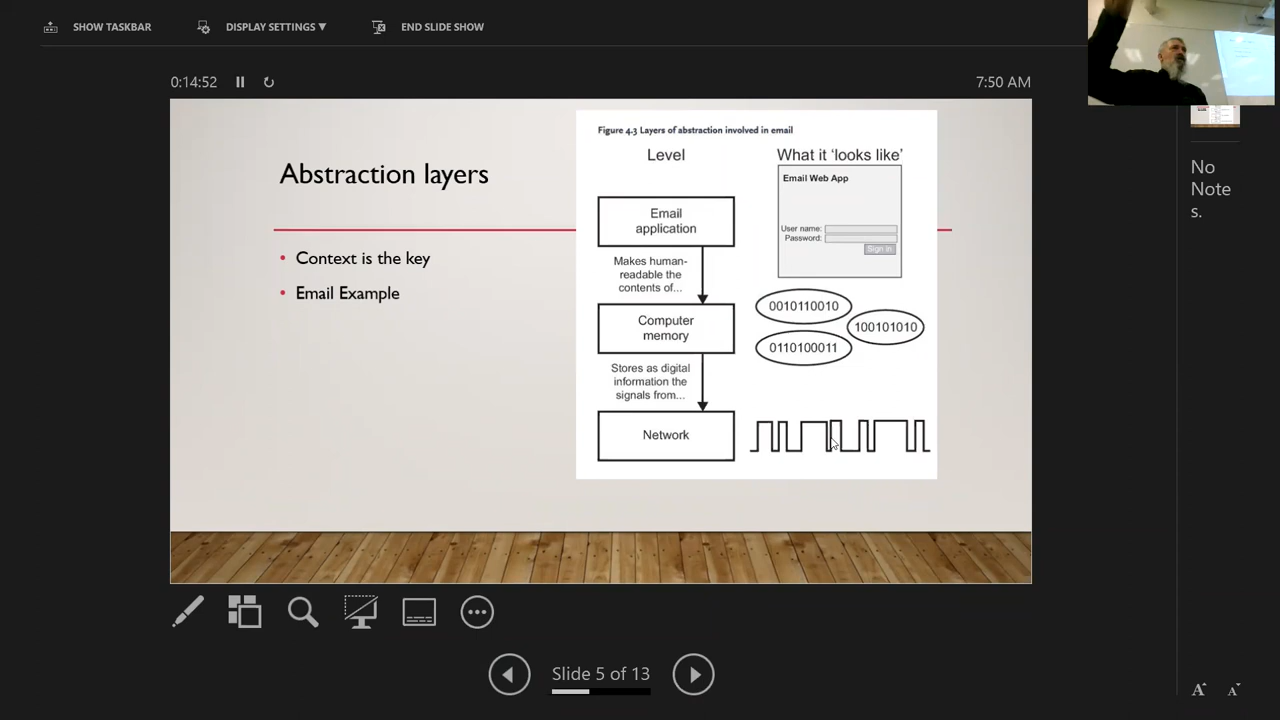 SHOW TASKBAR
DISPLAY SETTINGS ▼
END SLIDE SHOW
0:14:52
7:50 AM
Abstraction layers
• Context is the key
• Email Example
Figure 4.3 Layers of abstraction involved in email
Level
What it 'looks like'
Email
application
Makes human-
readable the
contents of...
Computer
memory
Stores as digital
information the
signals from...
Network
Email Web App
User name:
Password:
Sign in
0010110010
100101010
0110100011
No
Note
s.
Slide 5 of 13
A
A